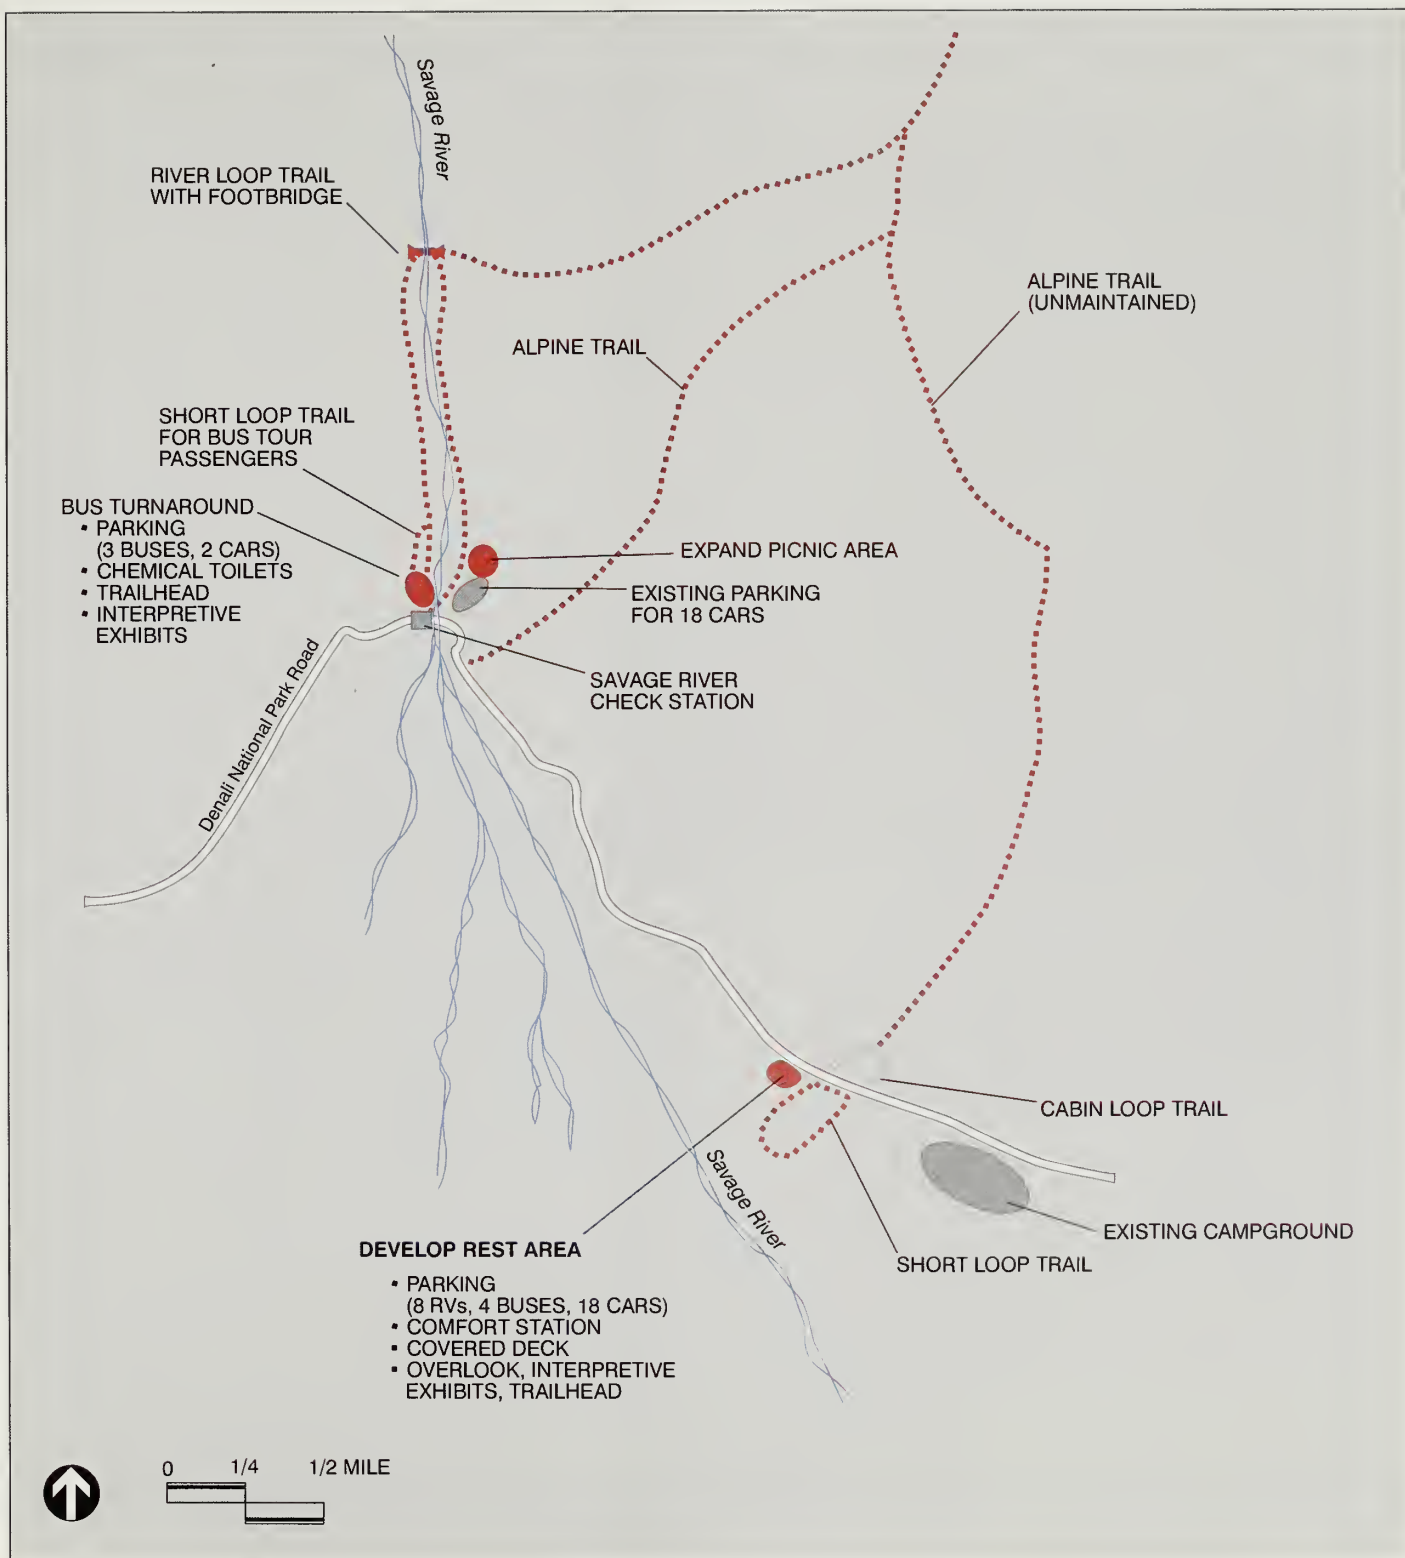 Savage River
RIVER LOOP TRAIL
WITH FOOTBRIDGE
ALPINE TRAIL
(UNMAINTAINED)
ALPINE TRAIL
SHORT LOOP TRAIL
FOR BUS TOUR
PASSENGERS
BUS TURNAROUND
• PARKING
(3 BUSES, 2 CARS)
• CHEMICAL TOILETS
• TRAILHEAD
• INTERPRETIVE
EXHIBITS
EXPAND PICNIC AREA
EXISTING PARKING
FOR 18 CARS
SAVAGE RIVER
CHECK STATION
Denali National Park Road
CABIN LOOP TRAIL
Savage River
EXISTING CAMPGROUND
SHORT LOOP TRAIL
DEVELOP REST AREA
• PARKING
(8 RVs, 4 BUSES, 18 CARS)
• COMFORT STATION
• COVERED DECK
• OVERLOOK, INTERPRETIVE
EXHIBITS, TRAILHEAD
0 1/4 1/2 MILE